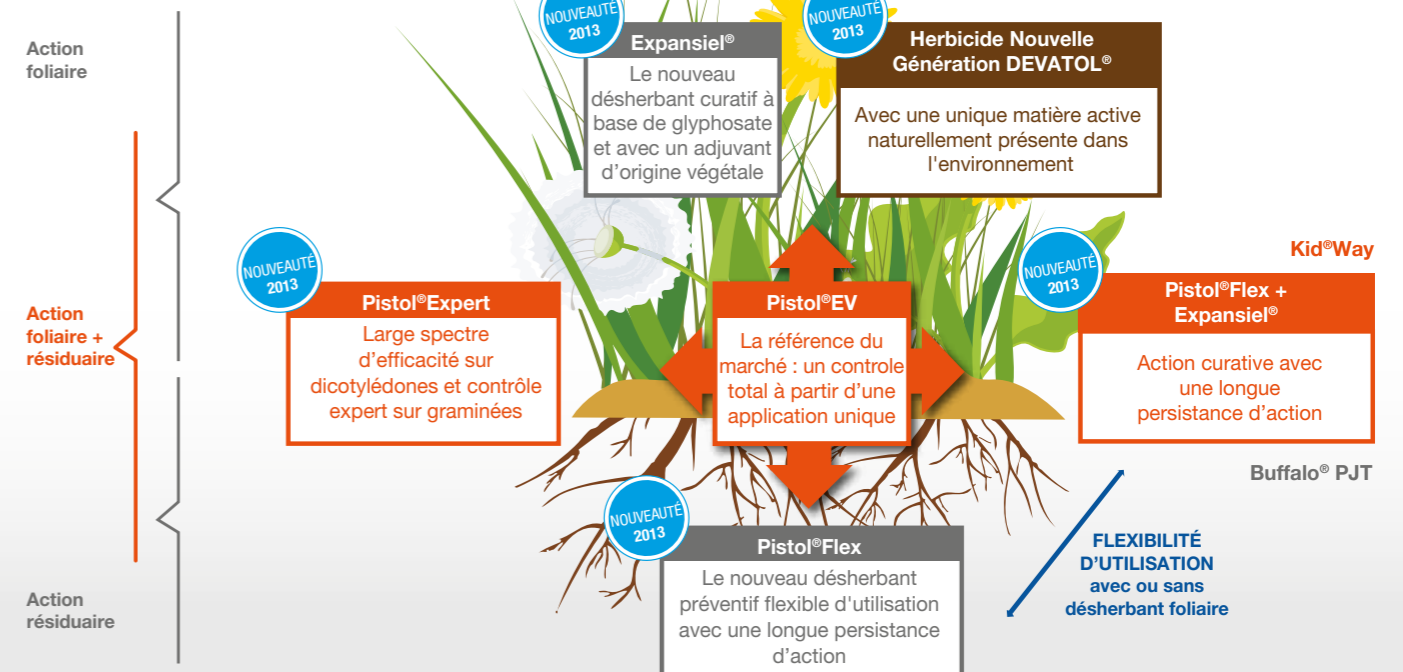 Action
foliaire
NOUVEAUTÉ
2013
Expansiel®
Le nouveau
désherbant curatif à
base de glyphosate
et avec un adjuvant
d'origine végétale
NOUVEAUTÉ
2013
Herbicide Nouvelle
Génération DEVATOL®
Avec une unique matière active
naturellement présente dans
l'environnement
Action
foliaire +
résiduaire
NOUVEAUTÉ
2013
Pistol®Expert
Large spectre
d'efficacité sur
dicotylédones et contrôle
expert sur graminées
Pistol®EV
La référence du
marché : un controle
total à partir d'une
application unique
Kid®Way
NOUVEAUTÉ
2013
Pistol®Flex +
Expansiel®
Action curative avec
une longue
persistance d'action
Buffalo® PJT
FLEXIBILITÉ
D'UTILISATION
avec ou sans
désherbant foliaire
Action
résiduaire
NOUVEAUTÉ
2013
Pistol®Flex
Le nouveau désherbant
préventif flexible d'utilisation
avec une longue persistance
d'action